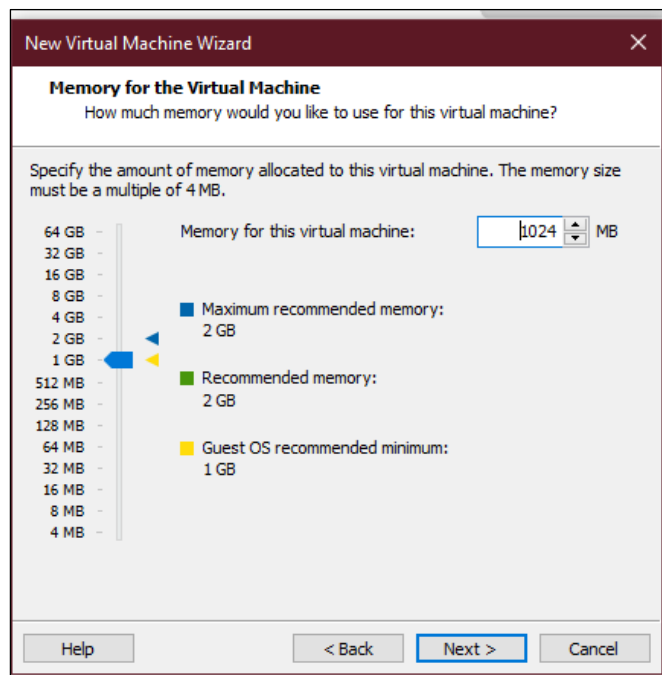 New Virtual Machine Wizard
Memory for the Virtual Machine
How much memory would you like to use for this virtual machine?
Specify the amount of memory allocated to this virtual machine. The memory size
must be a multiple of 4 MB.
Memory for this virtual machine: 1024 MB
64 GB
32 GB
16 GB
8 GB
4 GB
2 GB
1 GB
512 MB
256 MB
128 MB
64 MB
32 MB
16 MB
8 MB
4 MB
Maximum recommended memory:
2 GB
Recommended memory:
2 GB
Guest OS recommended minimum:
1 GB
Help
< Back
Next >
Cancel